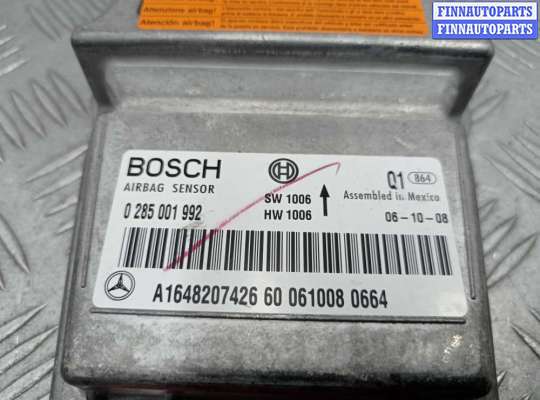 FINNAUTOPARTS
FINNAUTOPARTS
Attenzione airbag!
BOSCH
AIRBAG SENSOR
0 285 001 992
SW 1006
HW 1006
Q1 864
Assembled in Mexico
06-10-08
A1648207426 60 061008 0664